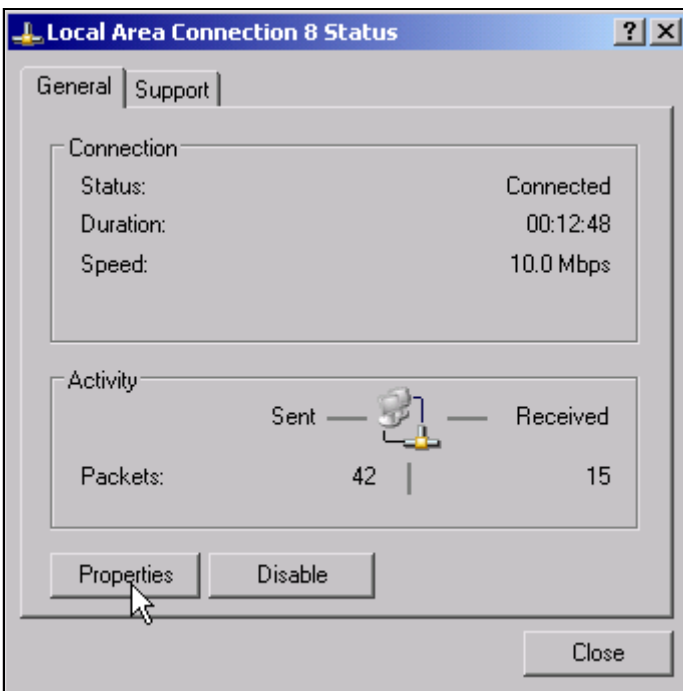 Local Area Connection 8 Status
General Support
Connection
Status: Connected
Duration: 00:12:48
Speed: 10.0 Mbps
Activity
Sent Received
Packets: 42 15
Properties Disable
Close